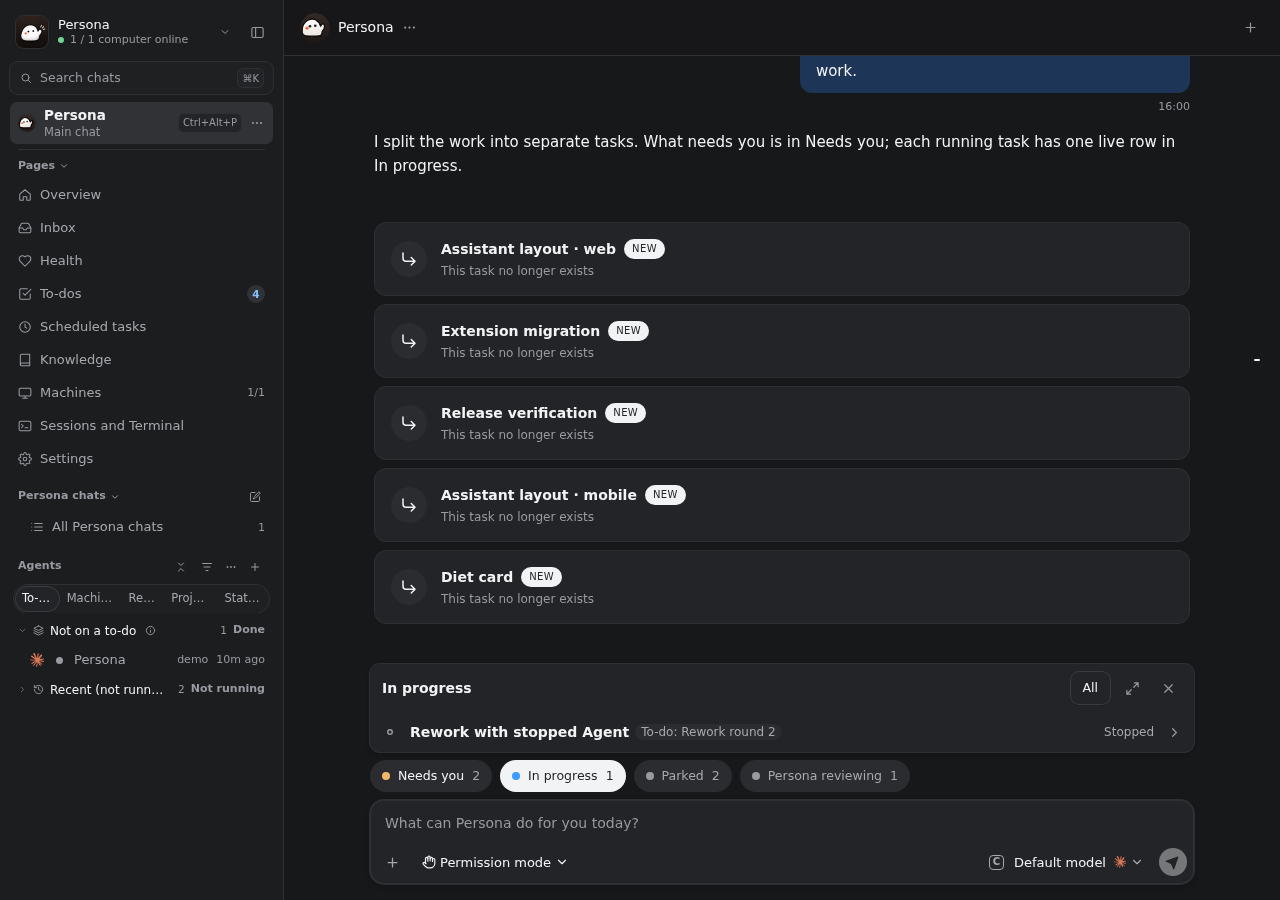 Persona
1 / 1 computer online
Search chats
⌘K
Persona
Main chat
Ctrl+Alt+P
Pages
Overview
Inbox
Health
To-dos
4
Scheduled tasks
Knowledge
Machines
1/1
Sessions and Terminal
Settings
Persona chats
All Persona chats
1
Agents
To-…
Machi…
Re…
Proj…
Stat…
Not on a to-do
1 Done
Persona
demo 10m ago
Recent (not runn…
2 Not running
Persona
work.
16:00
I split the work into separate tasks. What needs you is in Needs you; each running task has one live row in
In progress.
Assistant layout · web NEW
This task no longer exists
Extension migration NEW
This task no longer exists
Release verification NEW
This task no longer exists
Assistant layout · mobile NEW
This task no longer exists
Diet card NEW
This task no longer exists
In progress
All
Rework with stopped Agent To-do: Rework round 2
Stopped
Needs you 2
In progress 1
Parked 2
Persona reviewing 1
What can Persona do for you today?
Permission mode
C
Default model